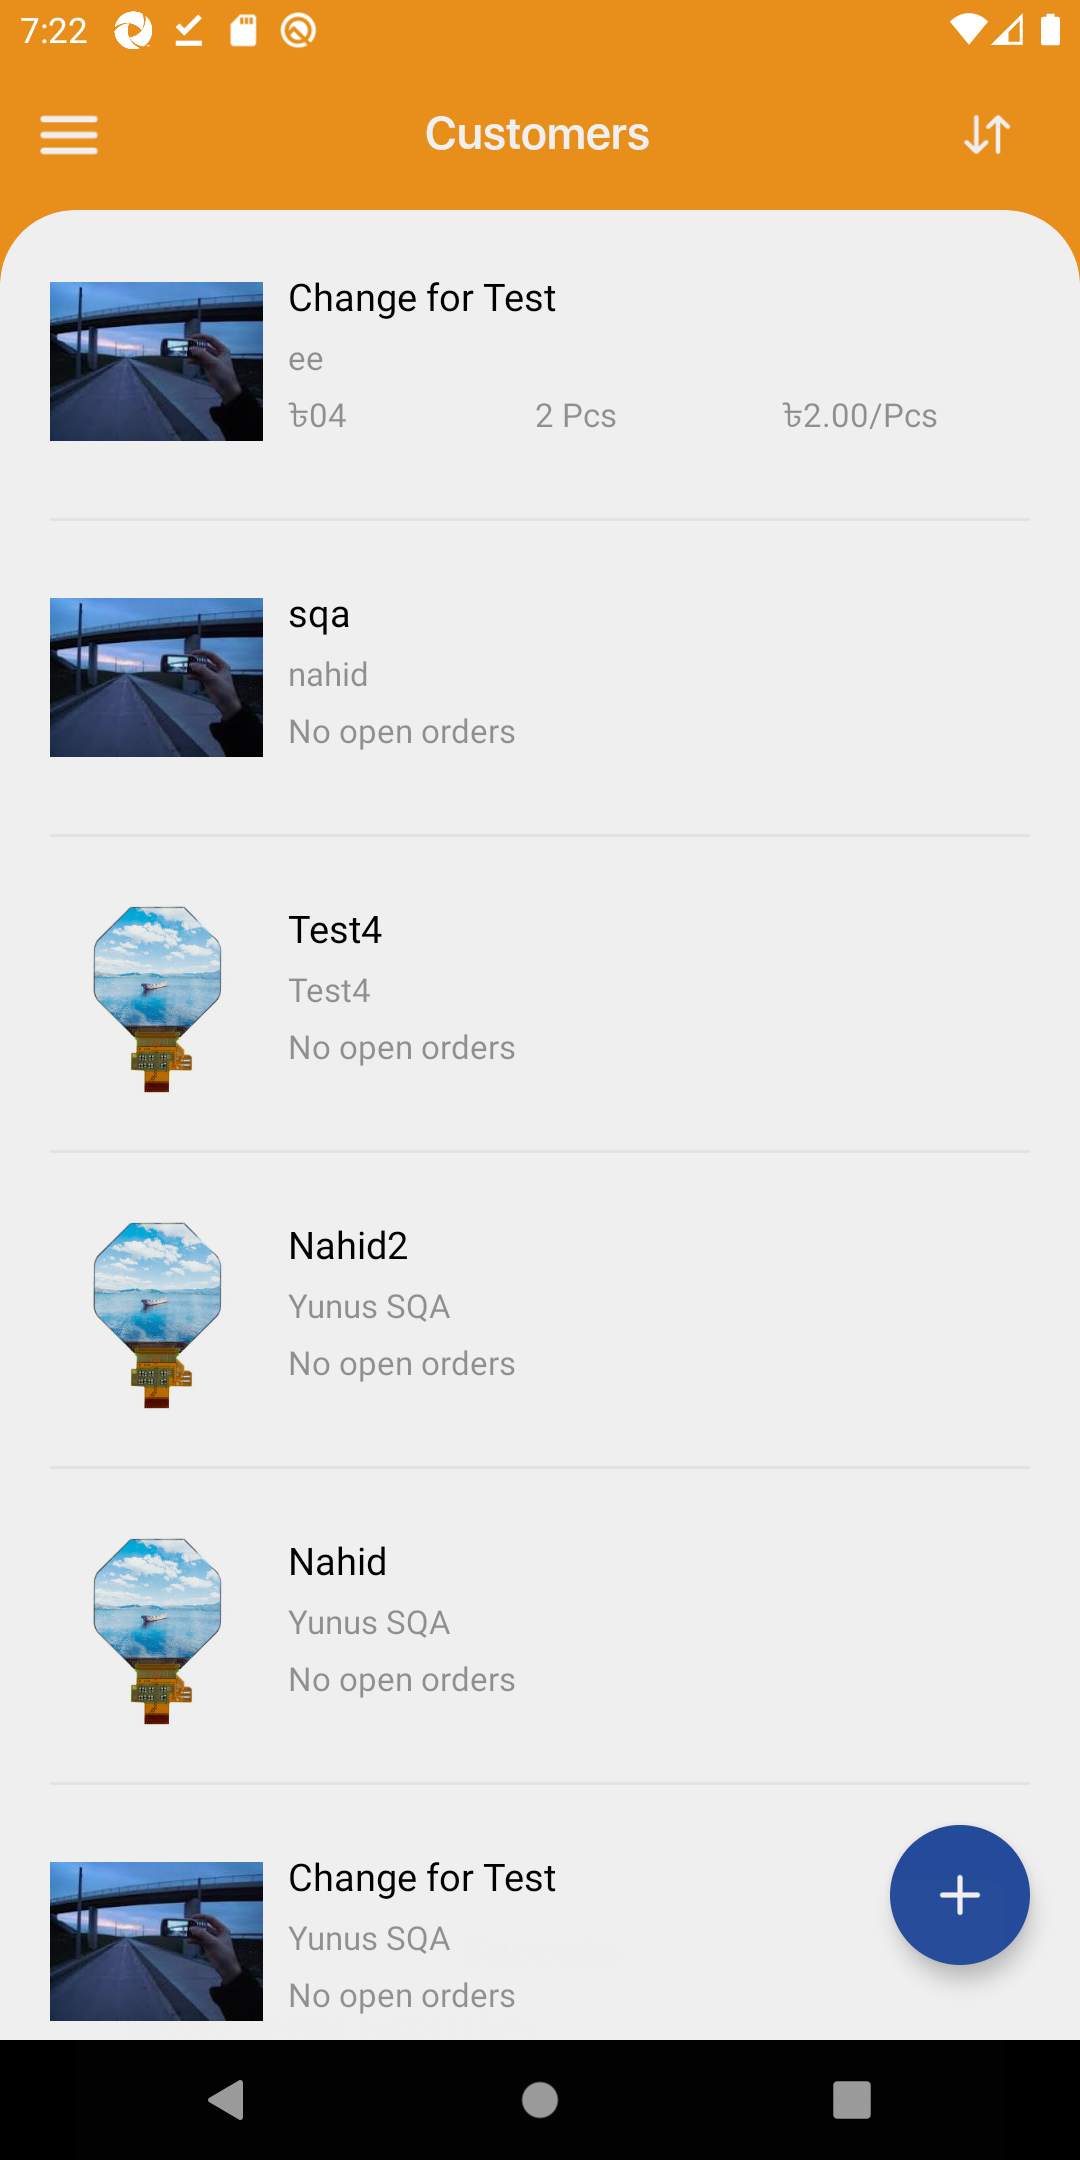 7:22
Customers
Change for Test
ee
৳04 2 Pcs ৳2.00/Pcs
sqa
nahid
No open orders
Test4
Test4
No open orders
Nahid2
Yunus SQA
No open orders
Nahid
Yunus SQA
No open orders
Change for Test
Yunus SQA
No open orders